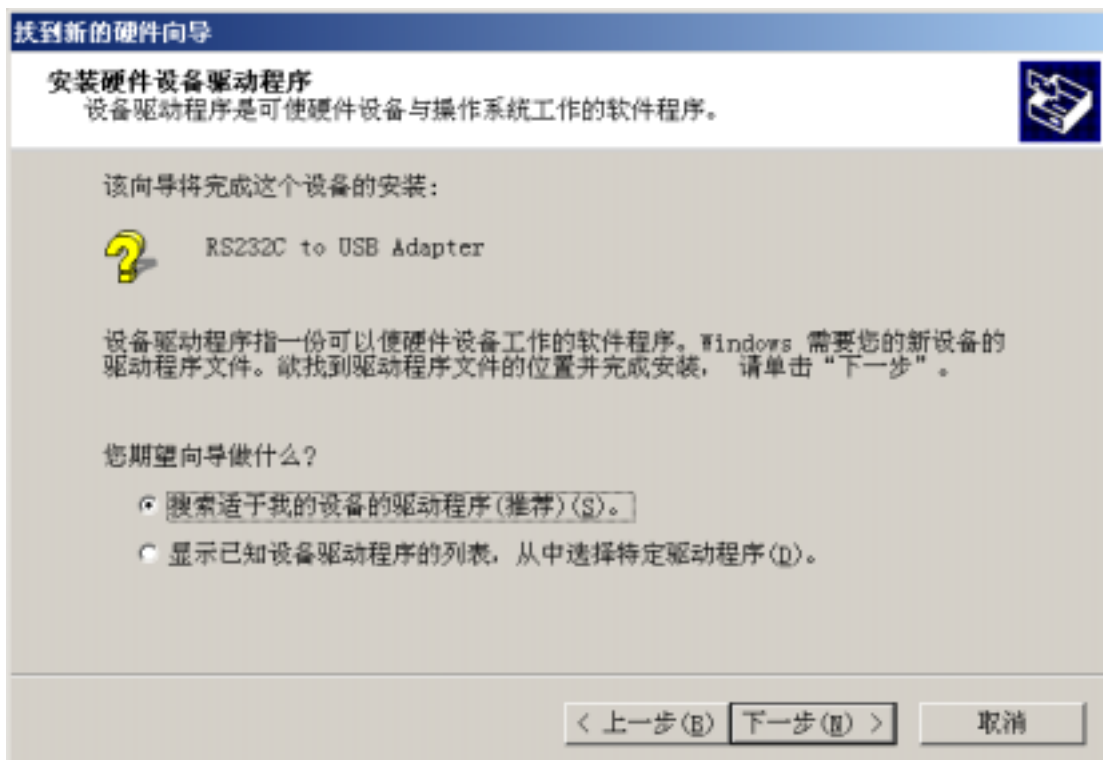 找到新的硬件向导
安装硬件设备驱动程序
设备驱动程序是可使硬件设备与操作系统工作的软件程序。
该向导将完成这个设备的安装:
RS232C to USB Adapter
设备驱动程序指一份可以使硬件设备工作的软件程序。Windows 需要您的新设备的
驱动程序文件。欲找到驱动程序文件的位置并完成安装, 请单击“下一步”。
您期望向导做什么?
搜索适于我的设备的驱动程序(推荐)(S)。
显示已知设备驱动程序的列表，从中选择特定驱动程序(D)。
< 上一步(B) 下一步(N) > 取消